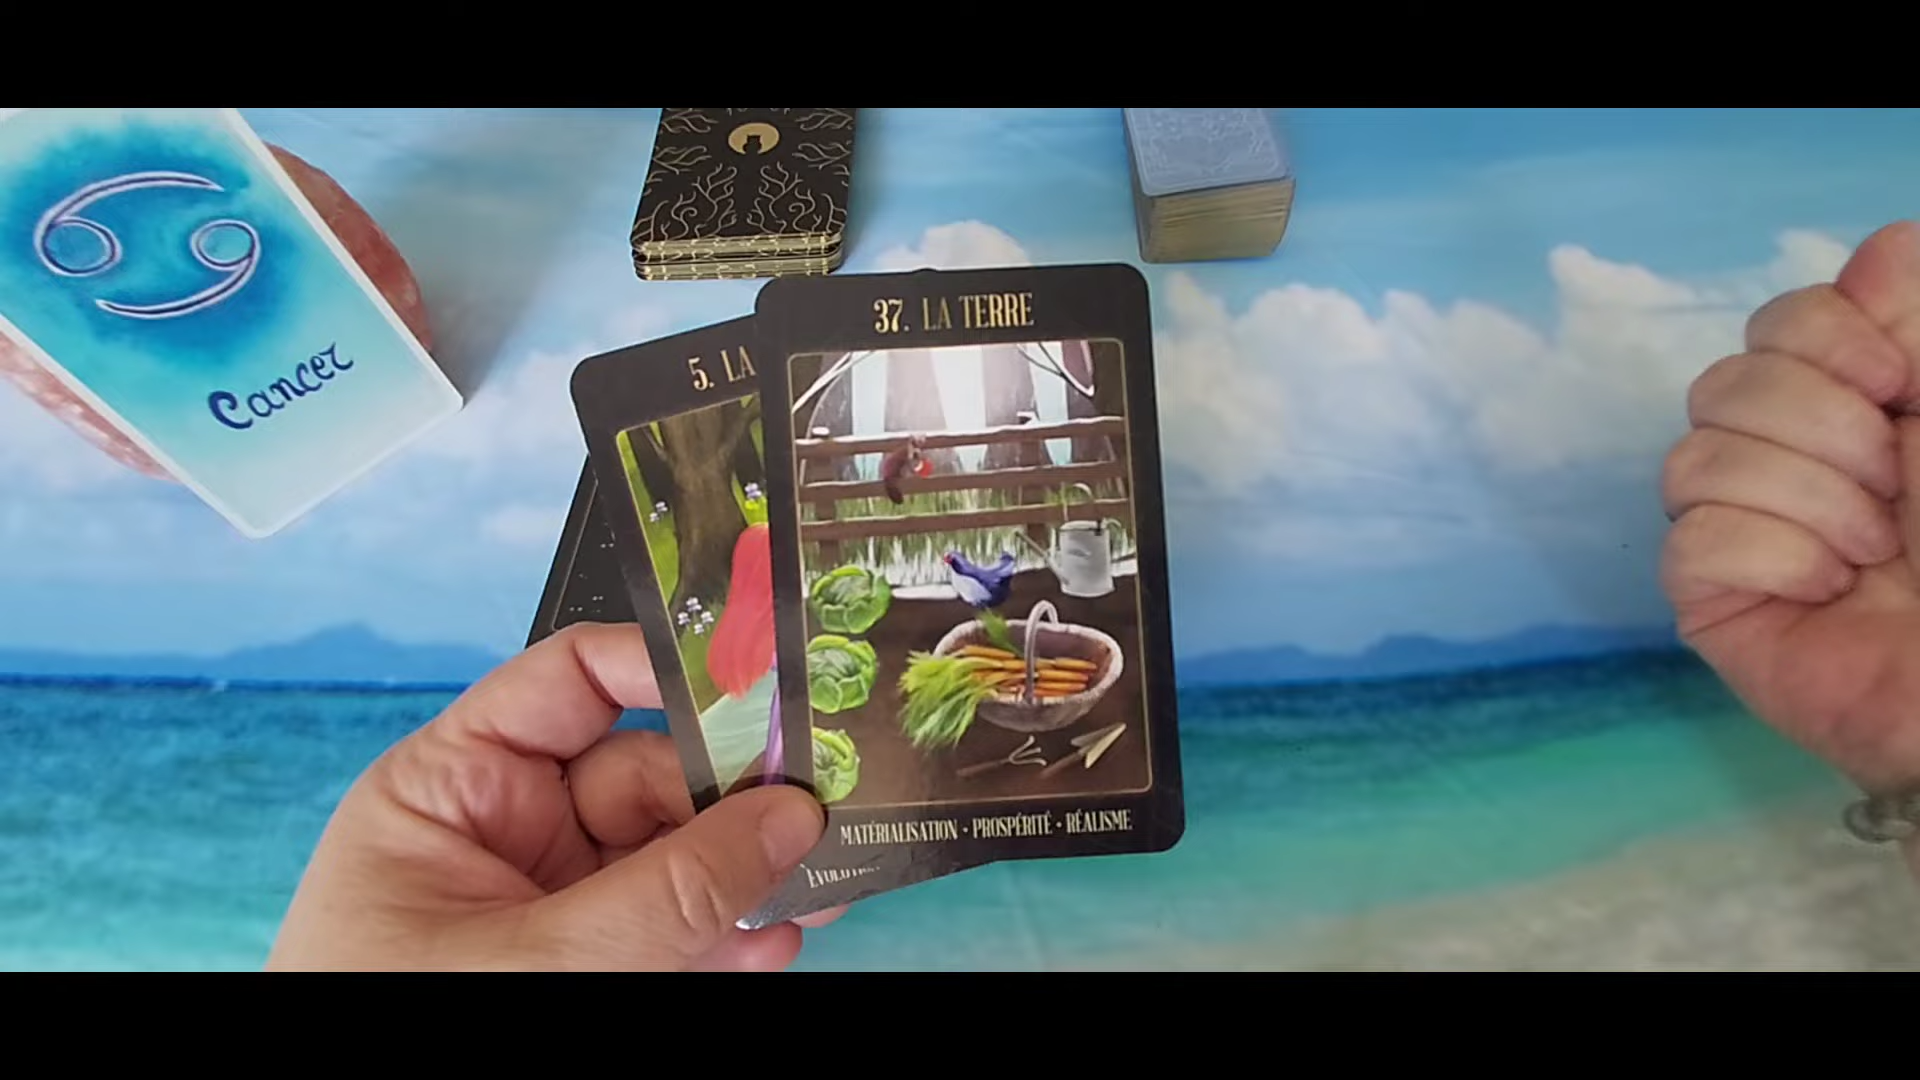 Cancer
5. LA
37. LA TERRE
MATÉRIALISATION • PROSPÉRITÉ • RÉALISME